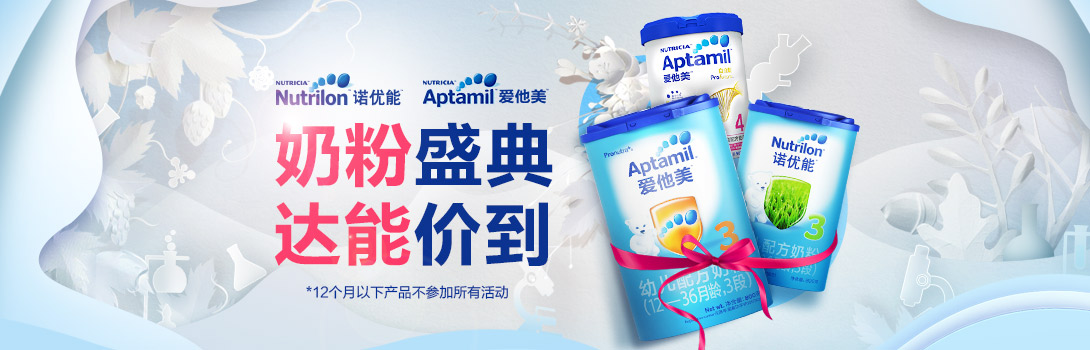 NUTRICIA
Nutrilon 诺优能
NUTRICIA
Aptamil 爱他美
奶粉盛典
达能价到
*12个月以下产品不参加所有活动
NUTRICIA
Aptamil
爱他美
4
Pronutra
Aptamil
爱他美
3
幼儿配方奶粉
(12—36月龄,3段)
Nutrilon
诺优能
3
配方奶粉